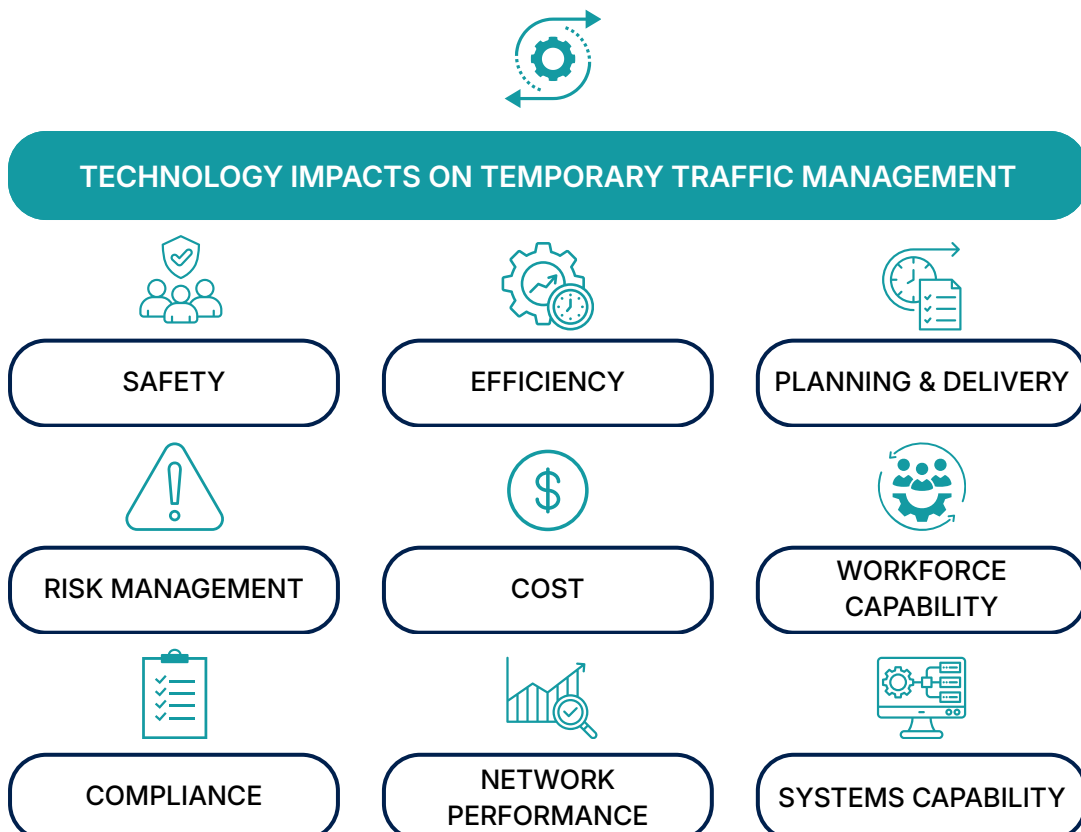 TECHNOLOGY IMPACTS ON TEMPORARY TRAFFIC MANAGEMENT
SAFETY
EFFICIENCY
PLANNING & DELIVERY
RISK MANAGEMENT
$
COST
WORKFORCE
CAPABILITY
COMPLIANCE
NETWORK
PERFORMANCE
SYSTEMS CAPABILITY